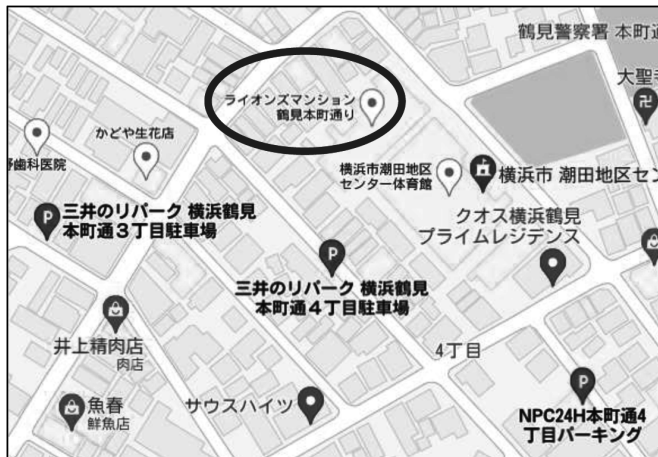 鶴見警察署 本町通
大聖寺
ライオンズマンション
鶴見本町通り
かどや生花店
野歯科医院
横浜市潮田地区
センター体育館
横浜市 潮田地区セン
三井のリパーク 横浜鶴見
本町通3丁目駐車場
クオス横浜鶴見
プライムレジデンス
三井のリパーク 横浜鶴見
本町通4丁目駐車場
井上精肉店
肉店
4丁目
魚春
鮮魚店
サウスハイツ
NPC24H本町通4
丁目パーキング